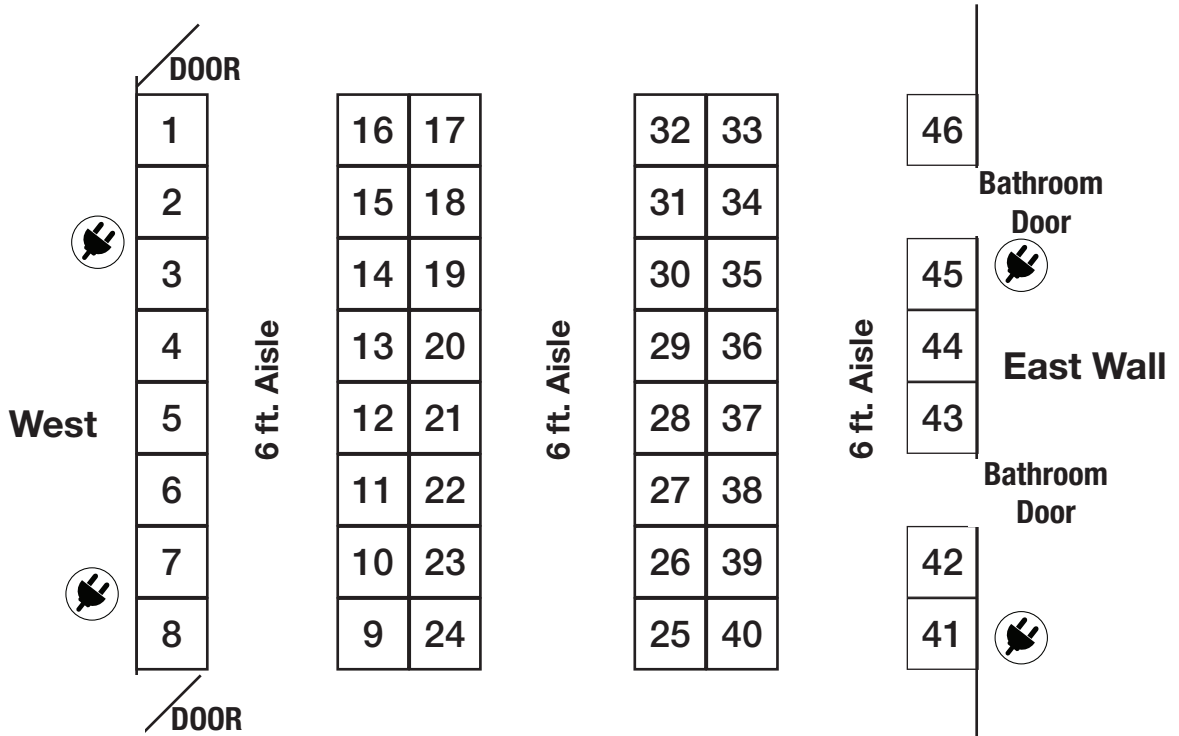 DOOR
1 16 17 32 33 46
2 15 18 31 34
Bathroom
Door
3 14 19 30 35 45
4 13 20 29 36 44
East Wall
6 ft. Aisle
6 ft. Aisle
6 ft. Aisle
West
5 12 21 28 37 43
Bathroom
Door
6 11 22 27 38
7 10 23 26 39 42
8 9 24 25 40 41
DOOR